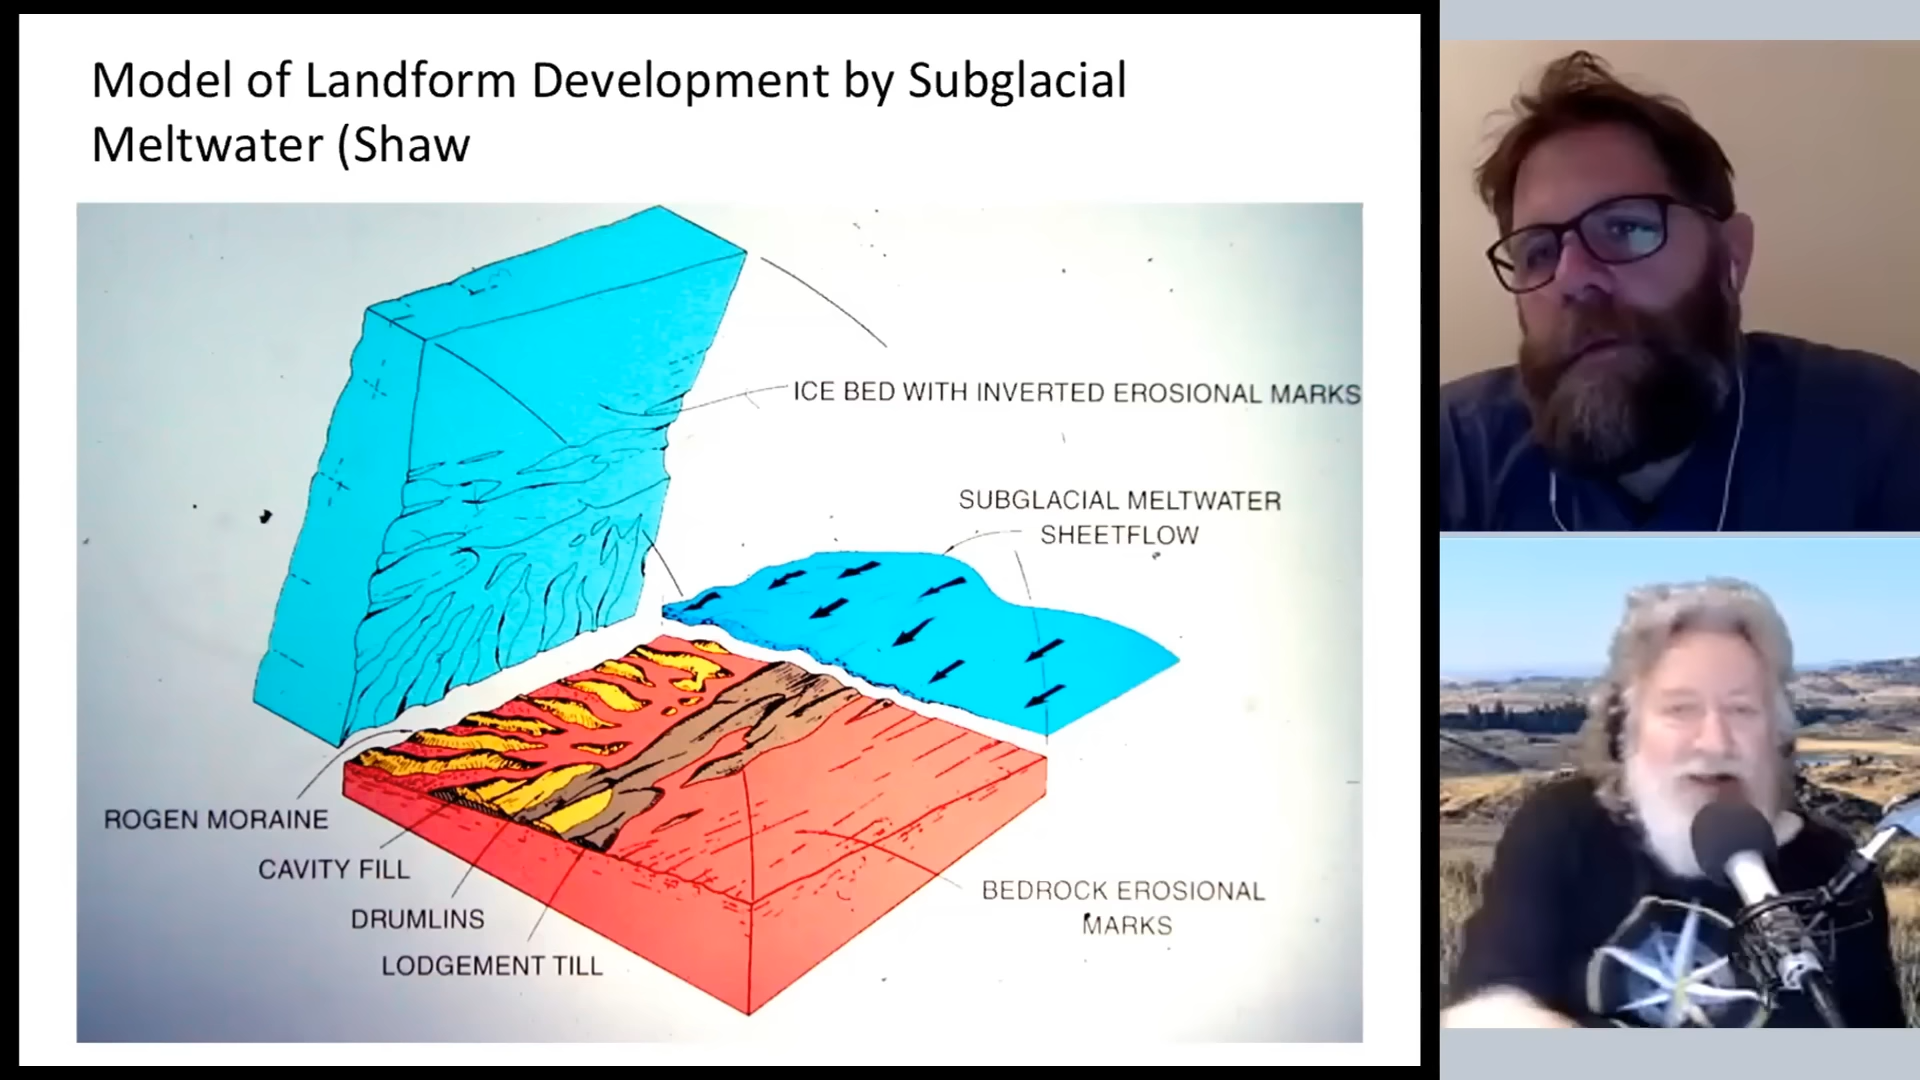 Model of Landform Development by Subglacial
Meltwater (Shaw
ICE BED WITH INVERTED EROSIONAL MARKS
SUBGLACIAL MELTWATER
SHEETFLOW
ROGEN MORAINE
CAVITY FILL
DRUMLINS
LODGEMENT TILL
BEDROCK EROSIONAL
MARKS